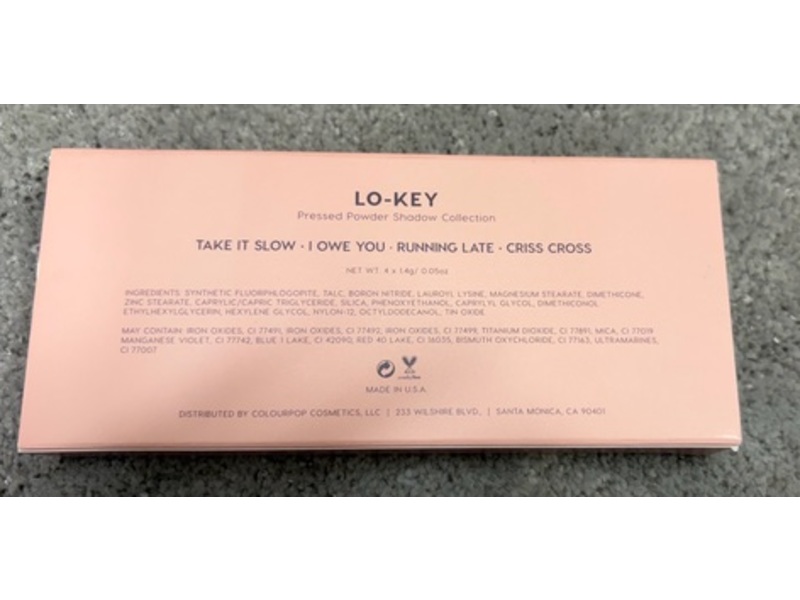 LO-KEY
Pressed Powder Shadow Collection
TAKE IT SLOW · I OWE YOU · RUNNING LATE · CRISS CROSS
NET WT. 4 x 1.4g/ 0.05oz
INGREDIENTS: SYNTHETIC FLUORPHLOGOPITE, TALC, BORON NITRIDE, LAUROYL LYSINE, MAGNESIUM STEARATE, DIMETHICONE,
ZINC STEARATE, CAPRYLIC/CAPRIC TRIGLYCERIDE, SILICA, PHENOXYETHANOL, CAPRYLYL GLYCOL, DIMETHICONOL
ETHYLHEXYLGLYCERIN, HEXYLENE GLYCOL, NYLON-12, OCTYLDODECANOL, TIN OXIDE
MAY CONTAIN: IRON OXIDES, CI 77491, IRON OXIDES, CI 77492, IRON OXIDES, CI 77499, TITANIUM DIOXIDE, CI 77891, MICA, CI 77019
MANGANESE VIOLET, CI 77742, BLUE 1 LAKE, CI 42090, RED 40 LAKE, CI 16035, BISMUTH OXYCHLORIDE, CI 77163, ULTRAMARINES,
CI 77007
MADE IN U.S.A.
DISTRIBUTED BY COLOURPOP COSMETICS, LLC | 233 WILSHIRE BLVD, | SANTA MONICA, CA 90401